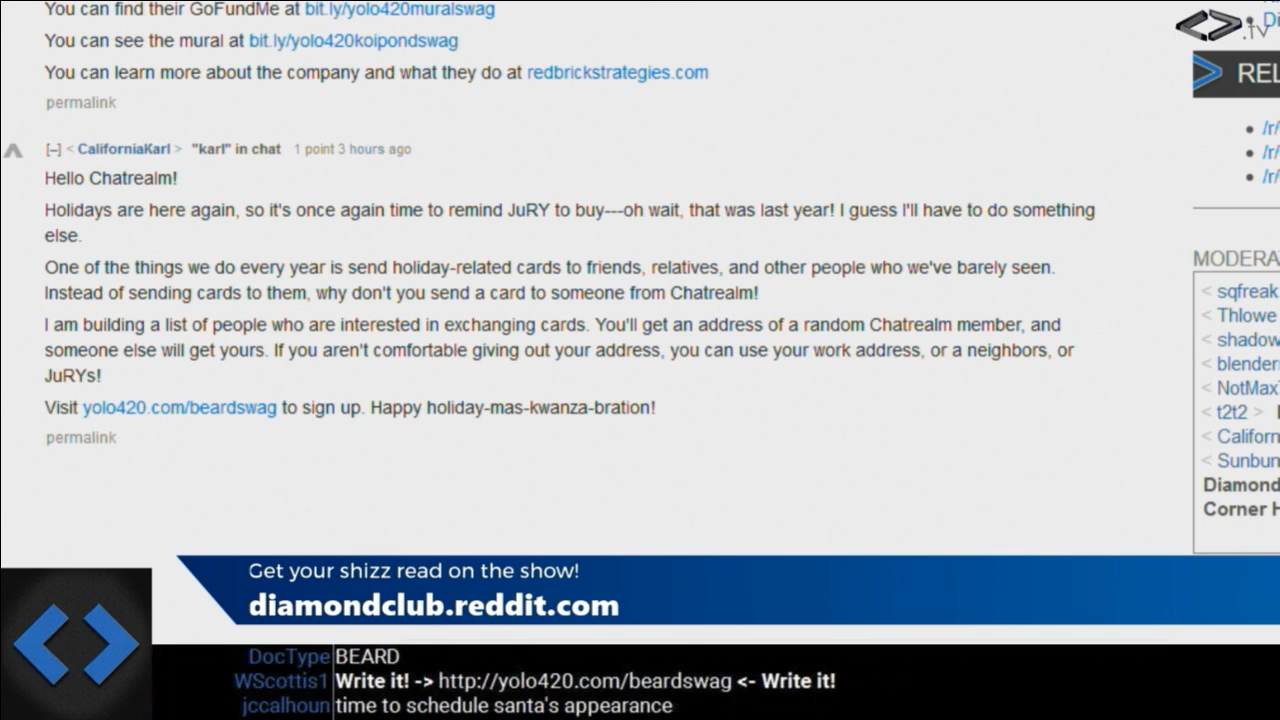 You can find their GoFundMe at bit.ly/yolo420muralswag
You can see the mural at bit.ly/yolo420koipondswag
You can learn more about the company and what they do at redbrickstrategies.com
permalink
[–] < CaliforniaKarl > "karl" in chat 1 point 3 hours ago
Hello Chatrealm!
Holidays are here again, so it's once again time to remind JuRY to buy---oh wait, that was last year! I guess I'll have to do something
else.
One of the things we do every year is send holiday-related cards to friends, relatives, and other people who we've barely seen.
Instead of sending cards to them, why don't you send a card to someone from Chatrealm!
I am building a list of people who are interested in exchanging cards. You'll get an address of a random Chatrealm member, and
someone else will get yours. If you aren't comfortable giving out your address, you can use your work address, or a neighbors, or
JuRYs!
Visit yolo420.com/beardswag to sign up. Happy holiday-mas-kwanza-bration!
permalink
.tv
• Di
> REL
• /r/
• /r/
• /r/
MODERA
< sqfreak
< Thlowe
< shadow
< blender
< NotMax
< t2t2 >
< Californ
< Sunbun
Diamond
Corner H
Get your shizz read on the show!
diamondclub.reddit.com
DocType BEARD
WScottis1 Write it! -> http://yolo420.com/beardswag <- Write it!
jccalhoun time to schedule santa's appearance